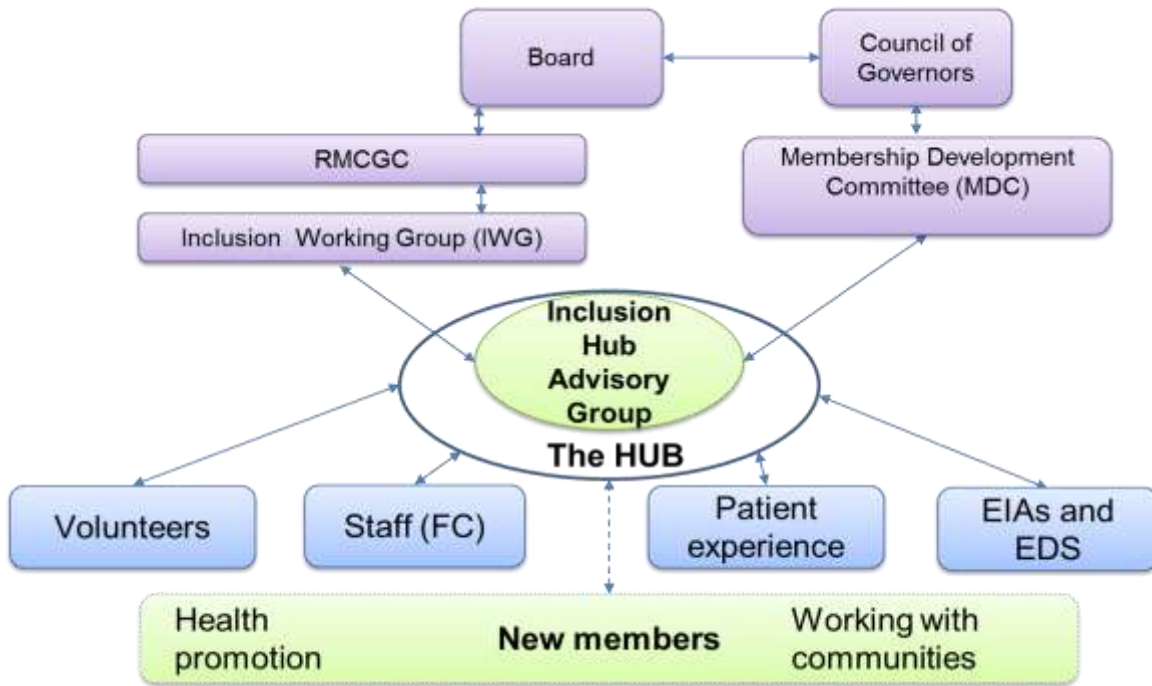 Board
Council of
Governors
RMCGC
Membership Development
Committee (MDC)
Inclusion Working Group (IWG)
Inclusion
Hub
Advisory
Group
The HUB
Volunteers
Staff (FC)
Patient
experience
EIAs and
EDS
Health
promotion
New members
Working with
communities